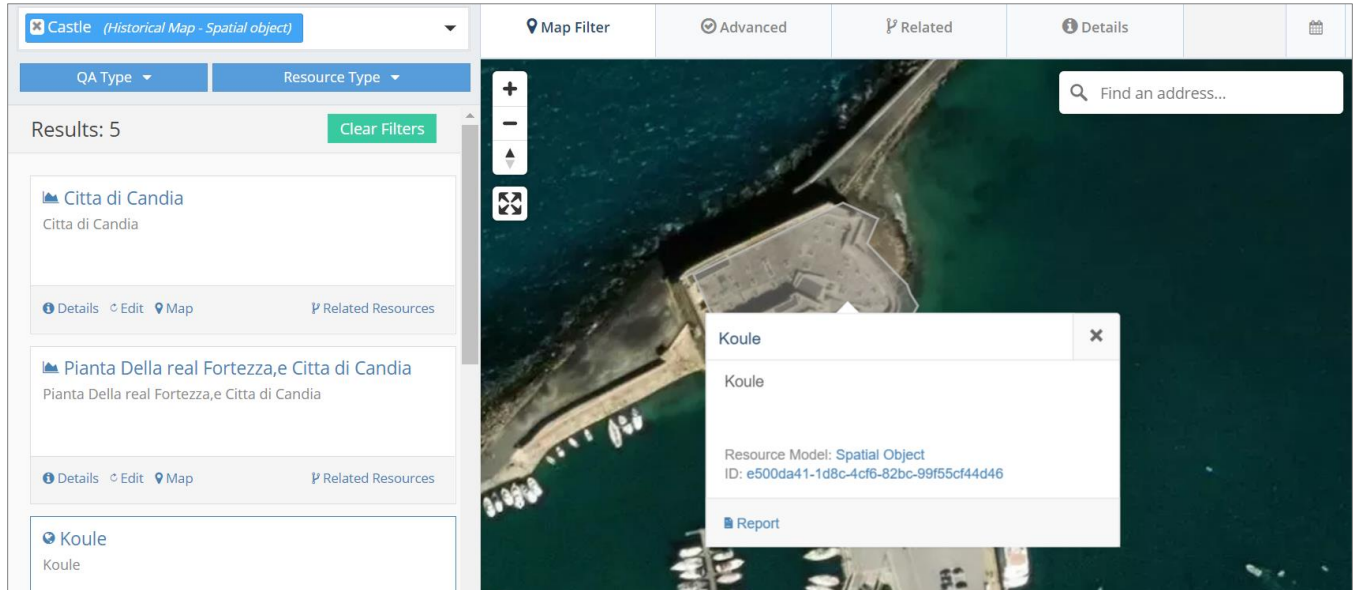 Castle (Historical Map - Spatial object)
QA Type
Resource Type
Results: 5
Clear Filters
Citta di Candia
Citta di Candia
Details Edit Map Related Resources
Pianta Della real Fortezza,e Citta di Candia
Pianta Della real Fortezza,e Citta di Candia
Details Edit Map Related Resources
Koule
Koule
Map Filter
Advanced
Related
Details
Find an address...
Koule
Koule
Resource Model: Spatial Object
ID: e500da41-1d8c-4cf6-82bc-99f55cf44d46
Report